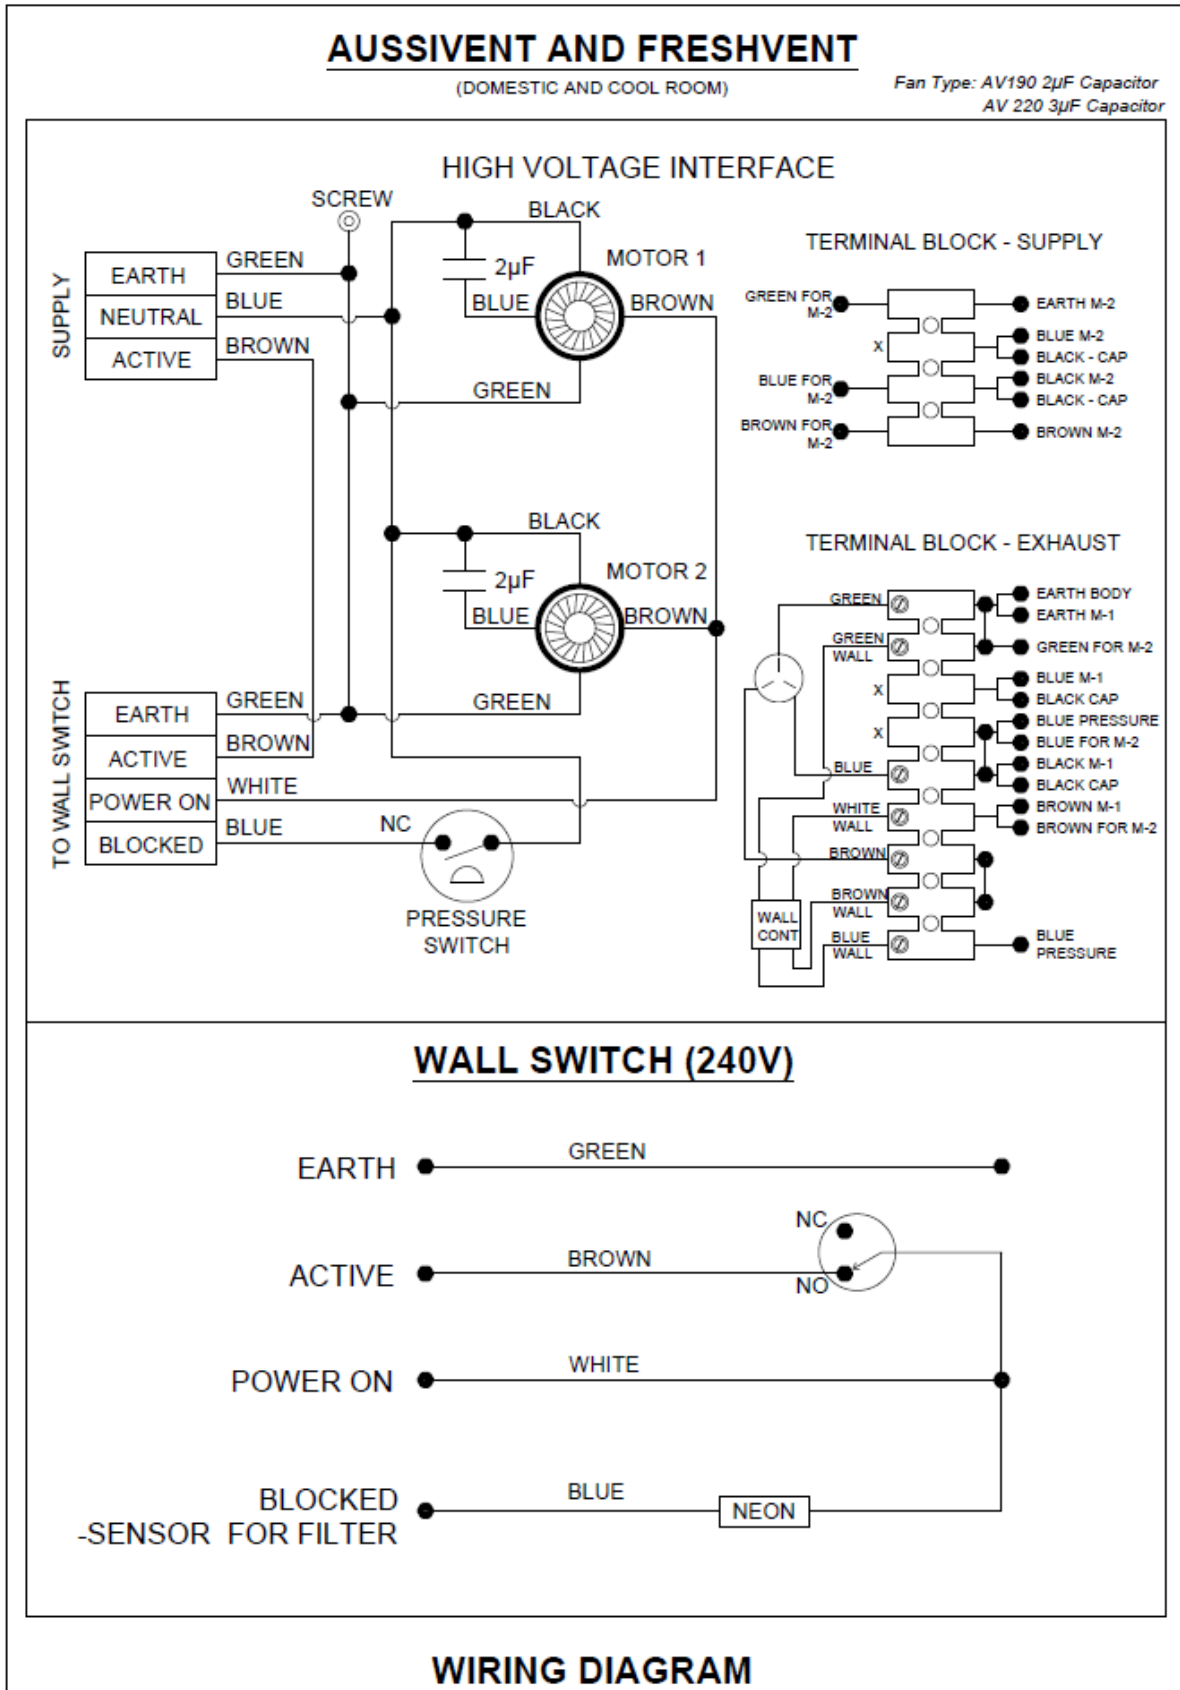 AUSSIVENT AND FRESHVENT
(DOMESTIC AND COOL ROOM)
Fan Type: AV190 2µF Capacitor
AV 220 3µF Capacitor
HIGH VOLTAGE INTERFACE
SCREW
SUPPLY
EARTH
NEUTRAL
ACTIVE
GREEN
BLUE
BROWN
BLACK
2µF
BLUE
MOTOR 1
BROWN
GREEN
BLACK
2µF
BLUE
MOTOR 2
BROWN
GREEN
TO WALL SWITCH
EARTH
ACTIVE
POWER ON
BLOCKED
GREEN
BROWN
WHITE
BLUE
NC
PRESSURE
SWITCH
TERMINAL BLOCK - SUPPLY
GREEN FOR
M-2
X
BLUE FOR
M-2
BROWN FOR
M-2
EARTH M-2
BLUE M-2
BLACK - CAP
BLACK M-2
BLACK - CAP
BROWN M-2
TERMINAL BLOCK - EXHAUST
GREEN
GREEN
WALL
X
X
BLUE
WHITE
WALL
BROWN
BROWN
WALL
BLUE
WALL
WALL
CONT
EARTH BODY
EARTH M-1
GREEN FOR M-2
BLUE M-1
BLACK CAP
BLUE PRESSURE
BLUE FOR M-2
BLACK M-1
BLACK CAP
BROWN M-1
BROWN FOR M-2
BLUE
PRESSURE
WALL SWITCH (240V)
EARTH
GREEN
NC
ACTIVE
BROWN
NO
POWER ON
WHITE
BLOCKED
-SENSOR FOR FILTER
BLUE
NEON
WIRING DIAGRAM